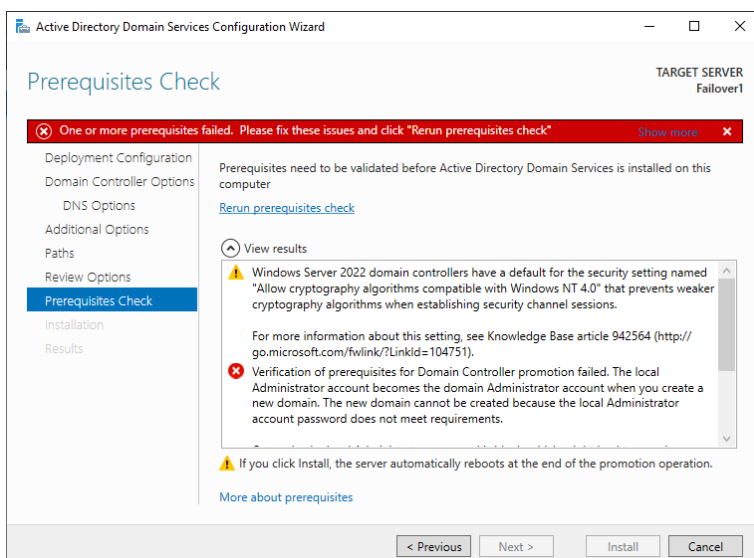 Active Directory Domain Services Configuration Wizard
Prerequisites Check
TARGET SERVER
Failover1
One or more prerequisites failed. Please fix these issues and click "Rerun prerequisites check"
Show more
Deployment Configuration
Domain Controller Options
DNS Options
Additional Options
Paths
Review Options
Prerequisites Check
Installation
Results
Prerequisites need to be validated before Active Directory Domain Services is installed on this
computer
Rerun prerequisites check
View results
Windows Server 2022 domain controllers have a default for the security setting named
"Allow cryptography algorithms compatible with Windows NT 4.0" that prevents weaker
cryptography algorithms when establishing security channel sessions.
For more information about this setting, see Knowledge Base article 942564 (http://
go.microsoft.com/fwlink/?LinkId=104751).
Verification of prerequisites for Domain Controller promotion failed. The local
Administrator account becomes the domain Administrator account when you create a
new domain. The new domain cannot be created because the local Administrator
account password does not meet requirements.
If you click Install, the server automatically reboots at the end of the promotion operation.
More about prerequisites
< Previous
Next >
Install
Cancel